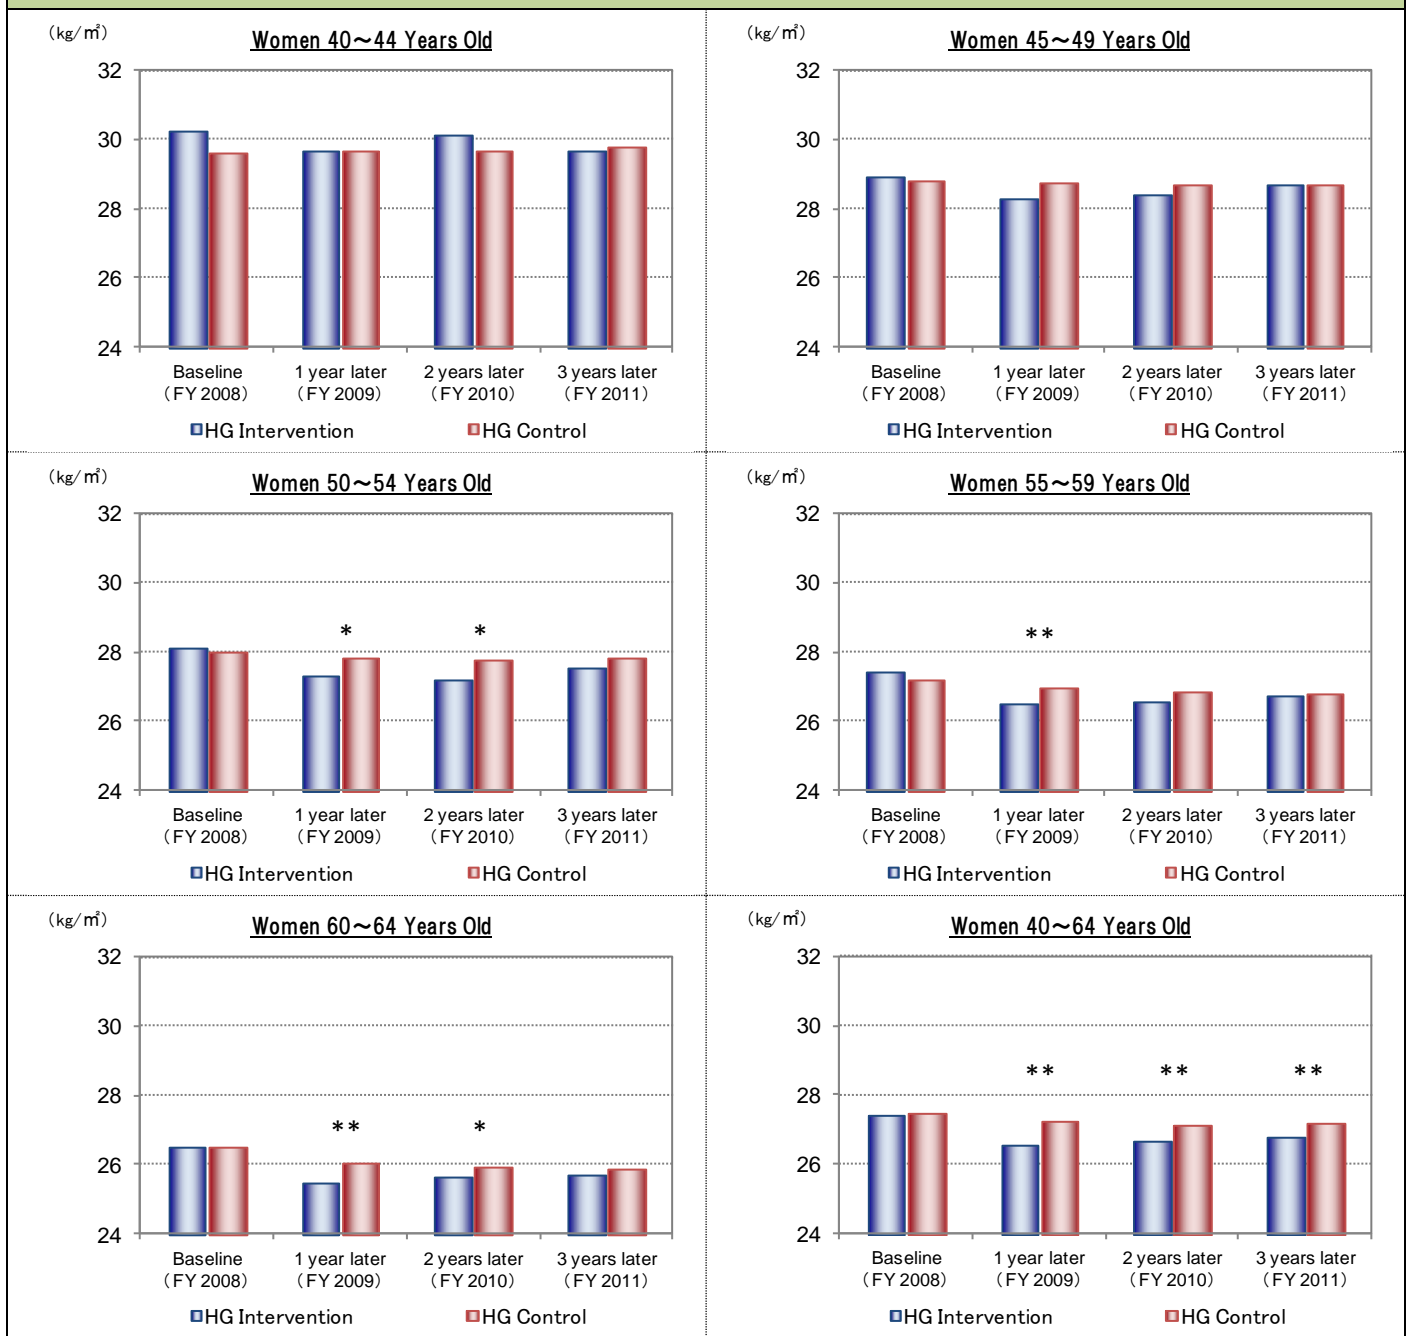 (kg/㎡)
Women 40～44 Years Old
32
30
28
26
24
Baseline 1 year later 2 years later 3 years later
(FY 2008) (FY 2009) (FY 2010) (FY 2011)
HG Intervention HG Control
(kg/㎡)
Women 45～49 Years Old
32
30
28
26
24
Baseline 1 year later 2 years later 3 years later
(FY 2008) (FY 2009) (FY 2010) (FY 2011)
HG Intervention HG Control
(kg/㎡)
Women 50～54 Years Old
32
30
* *
28
26
24
Baseline 1 year later 2 years later 3 years later
(FY 2008) (FY 2009) (FY 2010) (FY 2011)
HG Intervention HG Control
(kg/㎡)
Women 55～59 Years Old
32
30
**
28
26
24
Baseline 1 year later 2 years later 3 years later
(FY 2008) (FY 2009) (FY 2010) (FY 2011)
HG Intervention HG Control
(kg/㎡)
Women 60～64 Years Old
32
30
28
** *
26
24
Baseline 1 year later 2 years later 3 years later
(FY 2008) (FY 2009) (FY 2010) (FY 2011)
HG Intervention HG Control
(kg/㎡)
Women 40～64 Years Old
32
30
** ** **
28
26
24
Baseline 1 year later 2 years later 3 years later
(FY 2008) (FY 2009) (FY 2010) (FY 2011)
HG Intervention HG Control